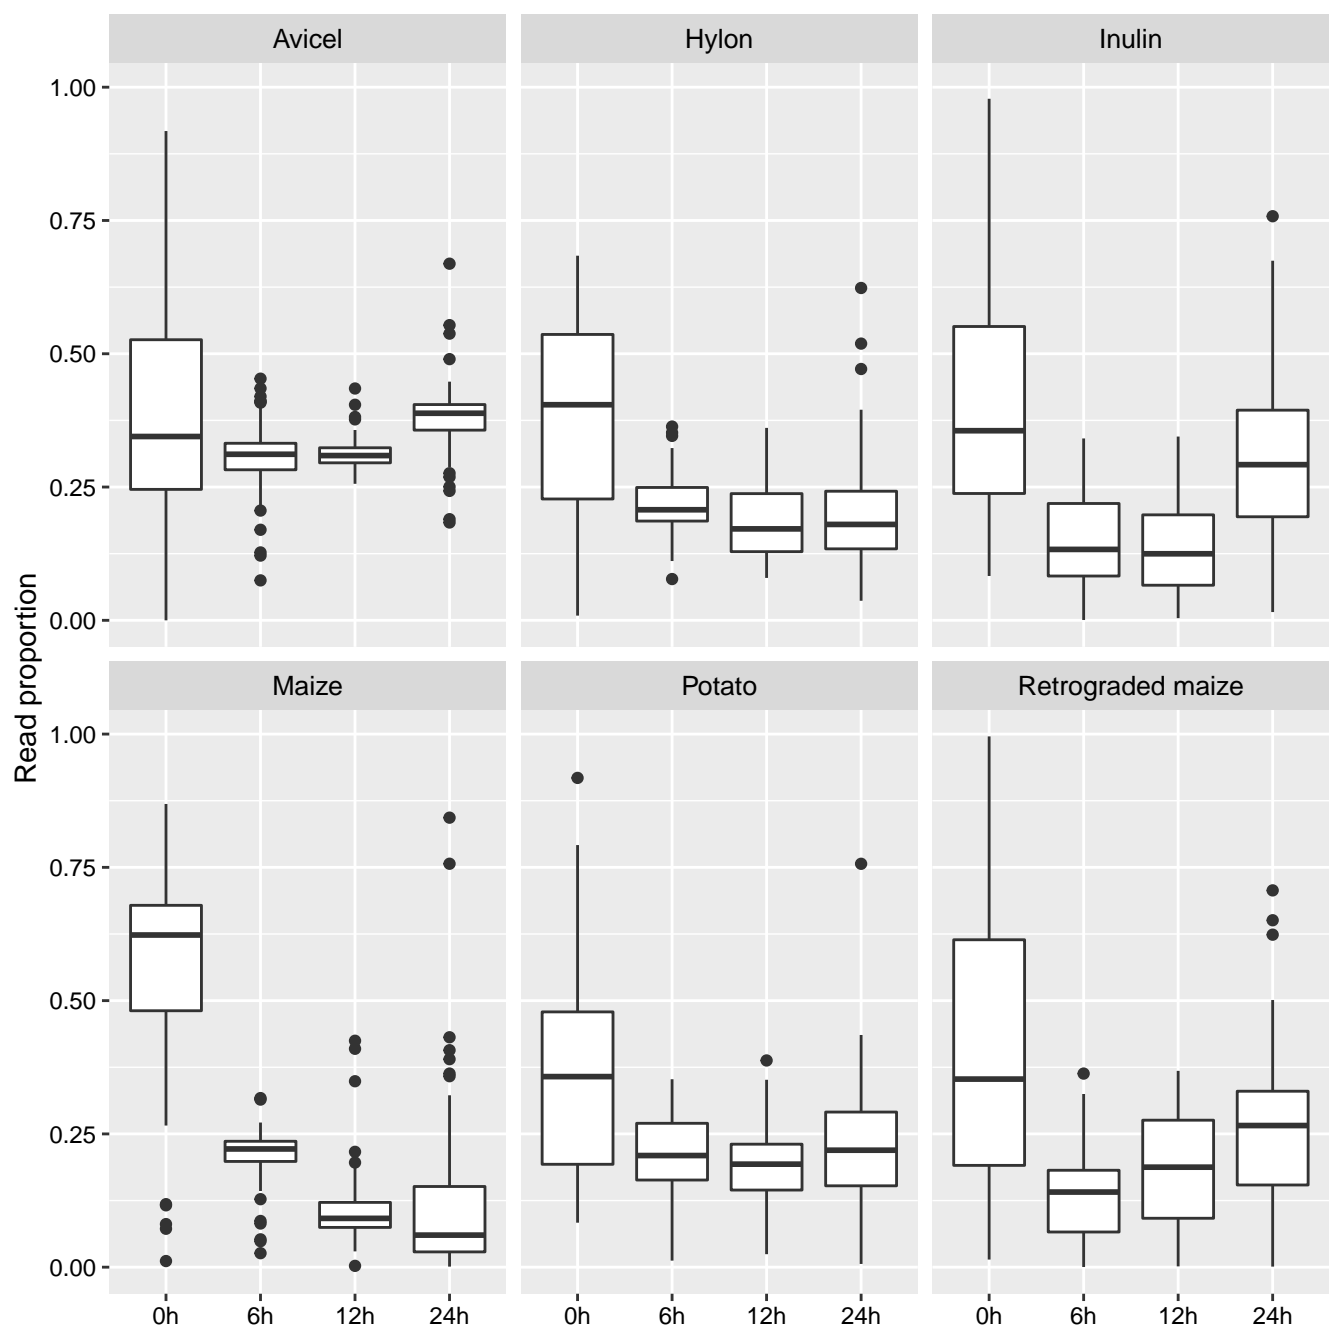 Avicel Hylon Inulin
1.00
0.75
0.50
0.25
0.00
Read proportion
Maize Potato Retrograded maize
1.00
0.75
0.50
0.25
0.00
0h 6h 12h 24h 0h 6h 12h 24h 0h 6h 12h 24h